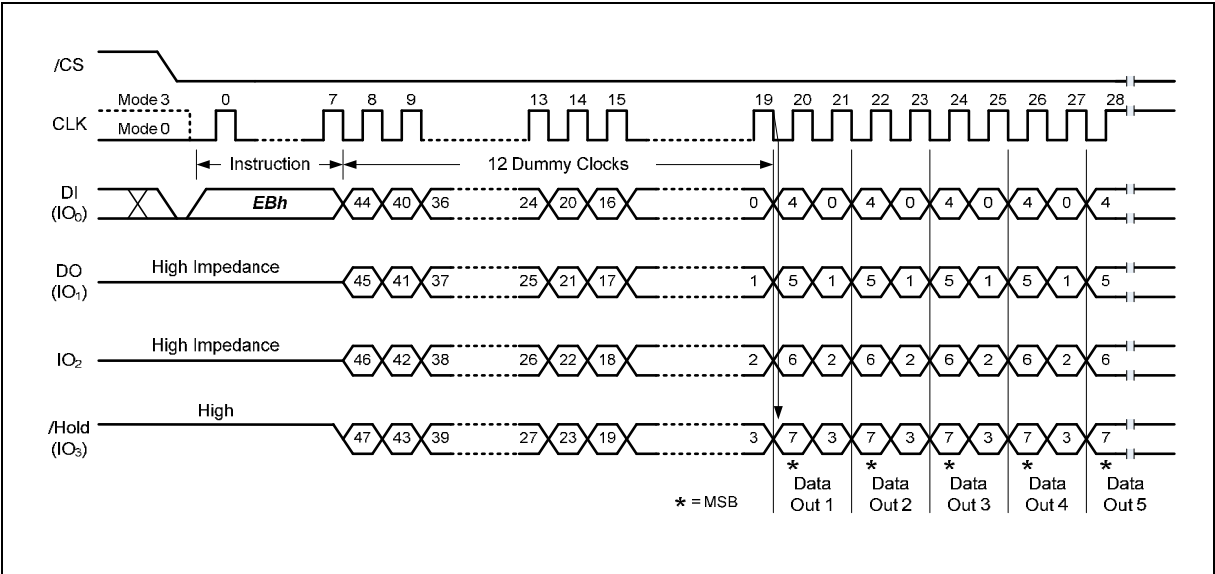 /CS
Mode 3
Mode 0
CLK
0 7 8 9 13 14 15 19 20 21 22 23 24 25 26 27 28
Instruction
12 Dummy Clocks
DI
(IO₀)
EBh
44 40 36 24 20 16 0 4 0 4 0 4 0 4 0 4
DO
(IO₁)
High Impedance
45 41 37 25 21 17 1 5 1 5 1 5 1 5 1 5
IO₂
High Impedance
46 42 38 26 22 18 2 6 2 6 2 6 2 6 2 6
/Hold
(IO₃)
High
47 43 39 27 23 19 3 7 3 7 3 7 3 7 3 7
* * * * *
* = MSB
Data
Out 1
Data
Out 2
Data
Out 3
Data
Out 4
Data
Out 5